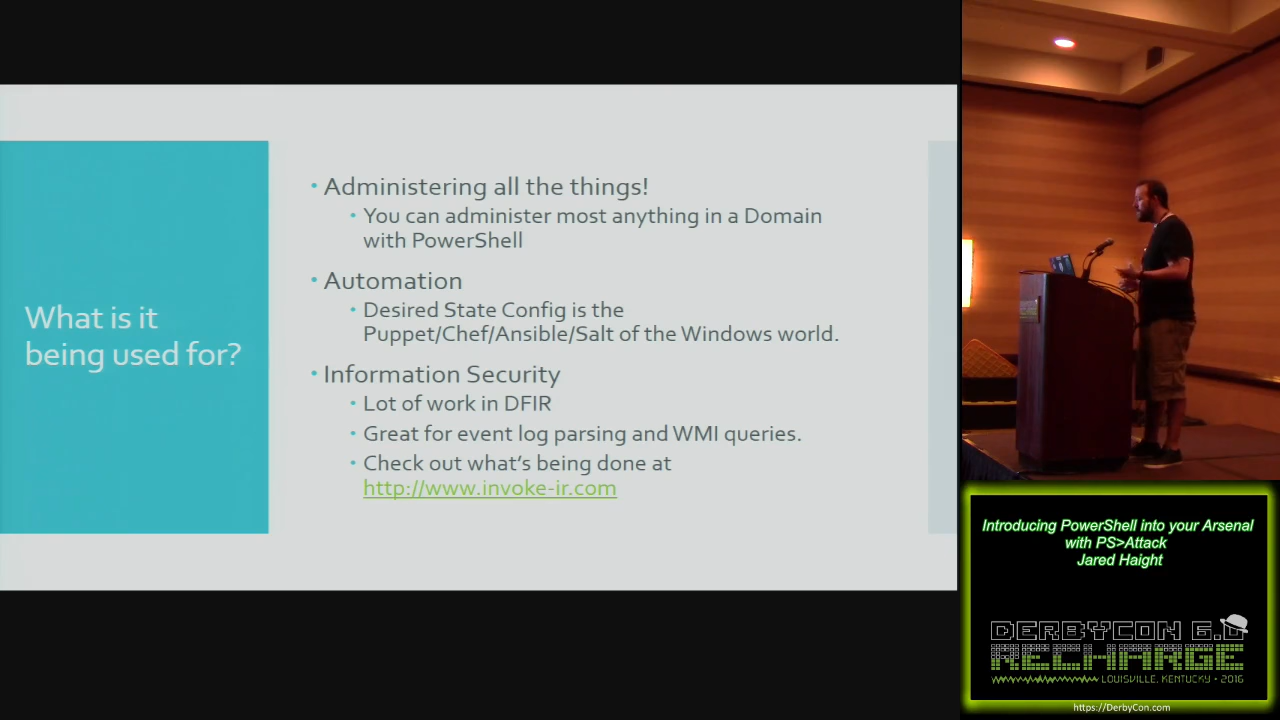 What is it
being used for?
• Administering all the things!
• You can administer most anything in a Domain
with PowerShell
• Automation
• Desired State Config is the
Puppet/Chef/Ansible/Salt of the Windows world.
• Information Security
• Lot of work in DFIR
• Great for event log parsing and WMI queries.
• Check out what's being done at
http://www.invoke-ir.com
Introducing PowerShell into your Arsenal
with PS>Attack
Jared Haight
DERBYCON 6.0
RECHARGE
LOUISVILLE, KENTUCKY • 2016
https://DerbyCon.com